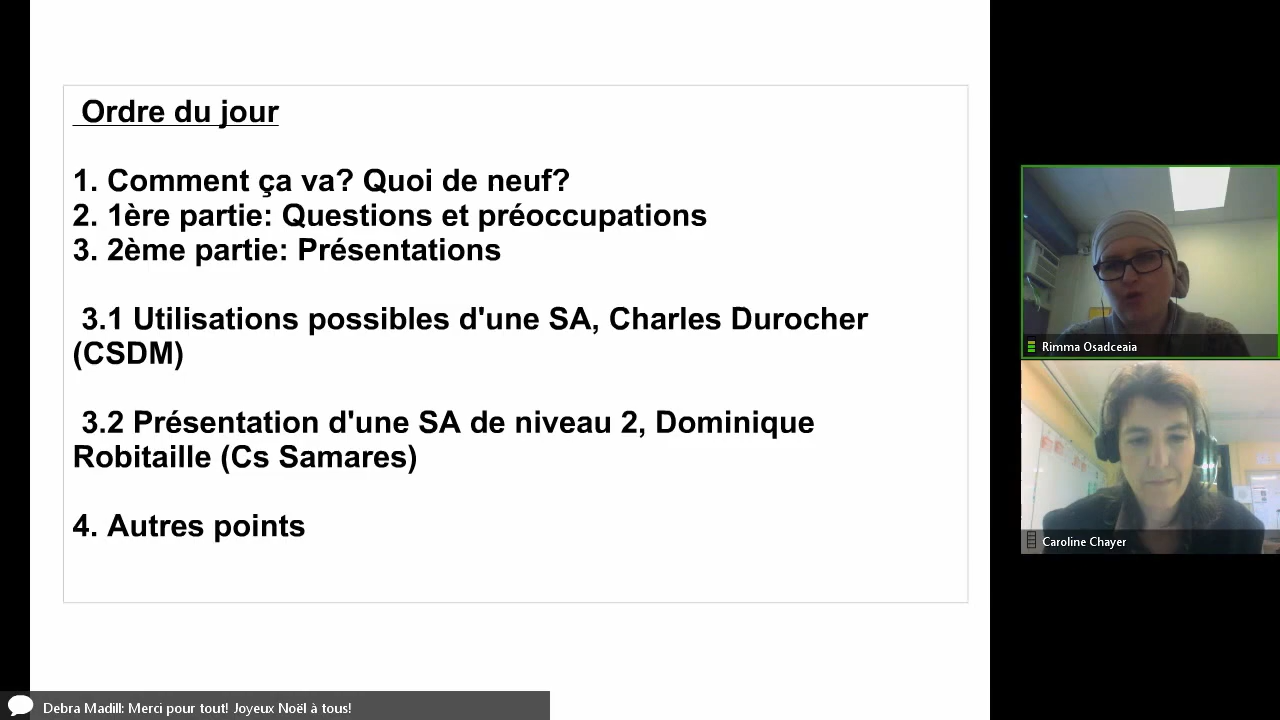 Ordre du jour
1. Comment ça va? Quoi de neuf?
2. 1ère partie: Questions et préoccupations
3. 2ème partie: Présentations
3.1 Utilisations possibles d'une SA, Charles Durocher
(CSDM)
3.2 Présentation d'une SA de niveau 2, Dominique
Robitaille (Cs Samares)
4. Autres points
Rimma Osadceaia
Caroline Chayer
Debra Madill: Merci pour tout! Joyeux Noël à tous!